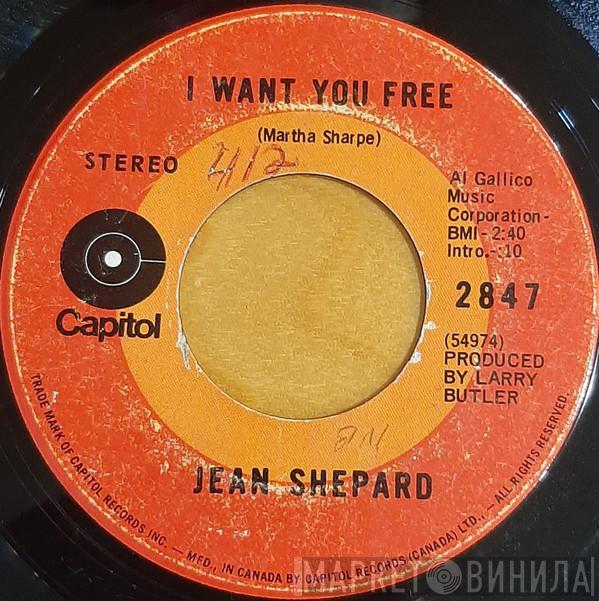 I WANT YOU FREE
(Martha Sharpe)
STEREO
412
Al Gallico
Music
Corporation-
BMI - 2:40
Intro.-:10
Capitol
2847
(54974)
PRODUCED
BY LARRY
BUTLER
JEAN SHEPARD
TRADE MARK OF CAPITOL RECORDS INC. — MFD. IN CANADA BY CAPITOL RECORDS (CANADA) LTD., — ALL RIGHTS RESERVED.
МАРКЕТ ВИНИЛА